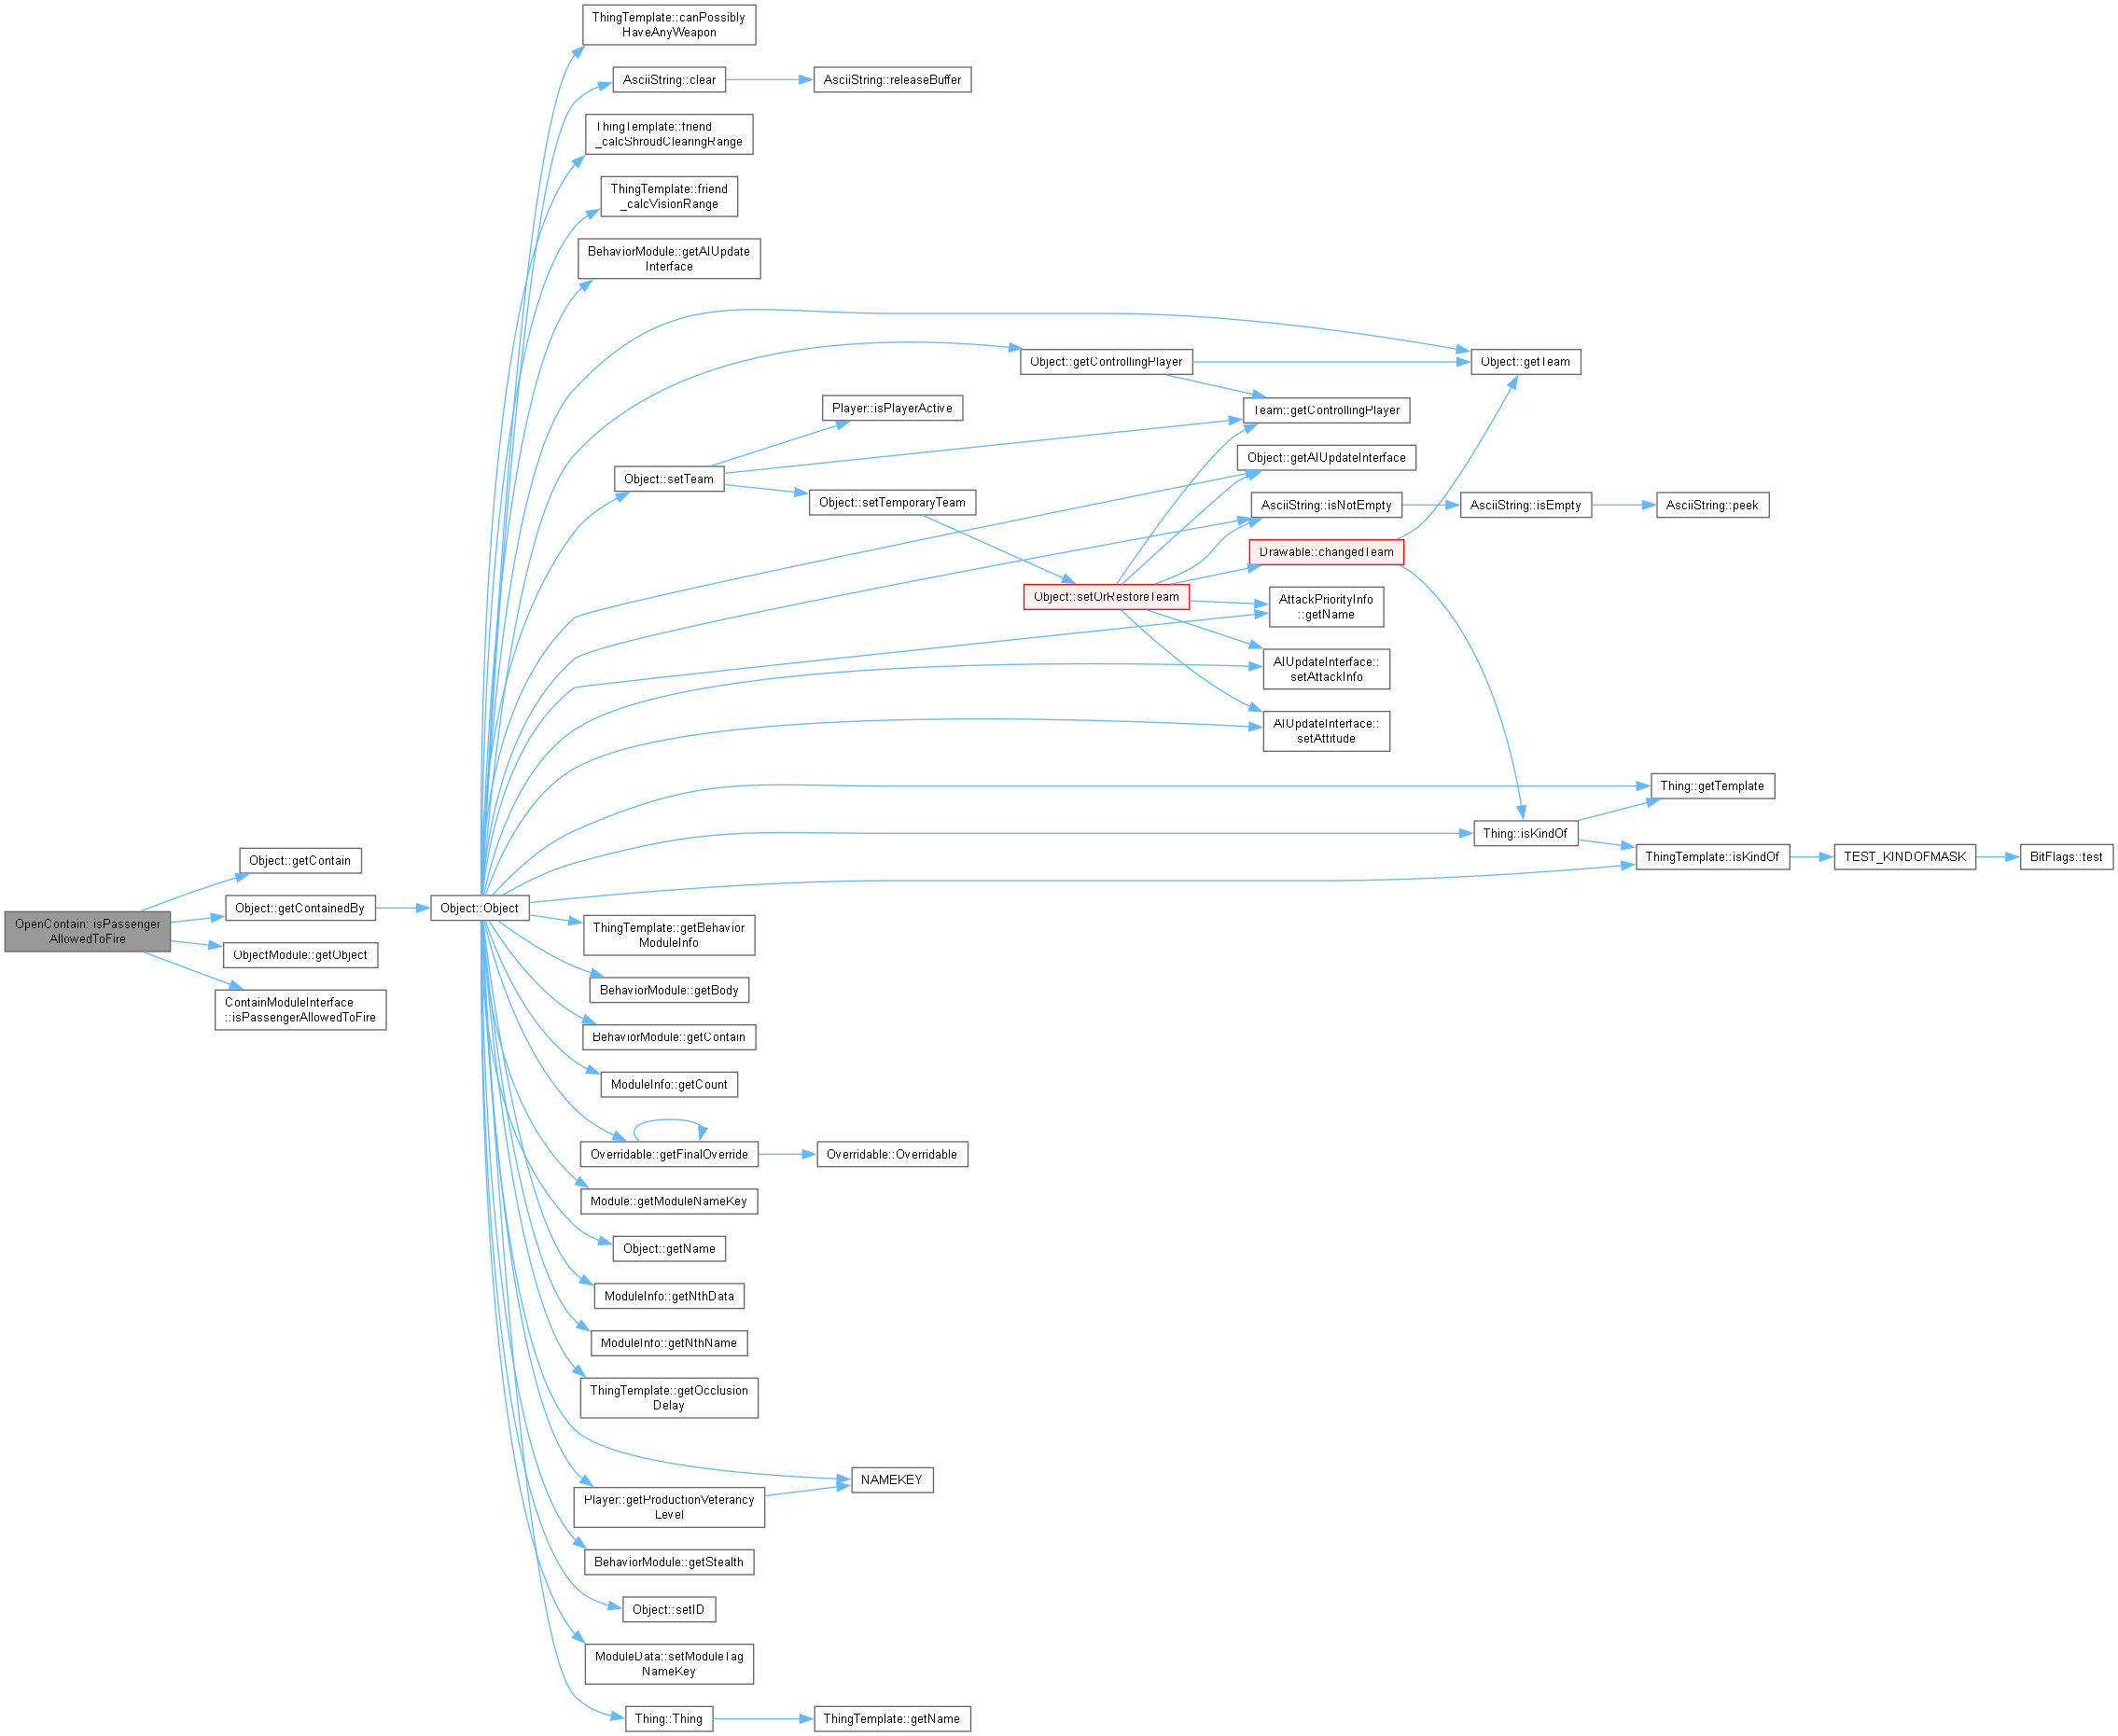 ThingTemplate::canPossibly
HaveAnyWeapon
AsciiString::clear
AsciiString::releaseBuffer
ThingTemplate::friend
_calcShroudClearingRange
ThingTemplate::friend
_calcVisionRange
BehaviorModule::getAIUpdate
Interface
Object::getControllingPlayer
Object::getTeam
Player::isPlayerActive
Team::getControllingPlayer
Object::getAIUpdateInterface
Object::setTeam
Object::setTemporaryTeam
AsciiString::isNotEmpty
AsciiString::isEmpty
AsciiString::peek
Drawable::changedTeam
Object::setOrRestoreTeam
AttackPriorityInfo
::getName
AIUpdateInterface::
setAttackInfo
AIUpdateInterface::
setAttitude
Thing::getTemplate
Thing::isKindOf
ThingTemplate::isKindOf
TEST_KINDOFMASK
BitFlags::test
Object::getContain
Object::getContainedBy
Object::Object
OpenContain::isPassenger
AllowedToFire
ObjectModule::getObject
ContainModuleInterface
::isPassengerAllowedToFire
ThingTemplate::getBehavior
ModuleInfo
BehaviorModule::getBody
BehaviorModule::getContain
ModuleInfo::getCount
Overridable::getFinalOverride
Overridable::Overridable
Module::getModuleNameKey
Object::getName
ModuleInfo::getNthData
ModuleInfo::getNthName
ThingTemplate::getOcclusion
Delay
NAMEKEY
Player::getProductionVeterancy
Level
BehaviorModule::getStealth
Object::setID
ModuleData::setModuleTag
NameKey
Thing::Thing
ThingTemplate::getName